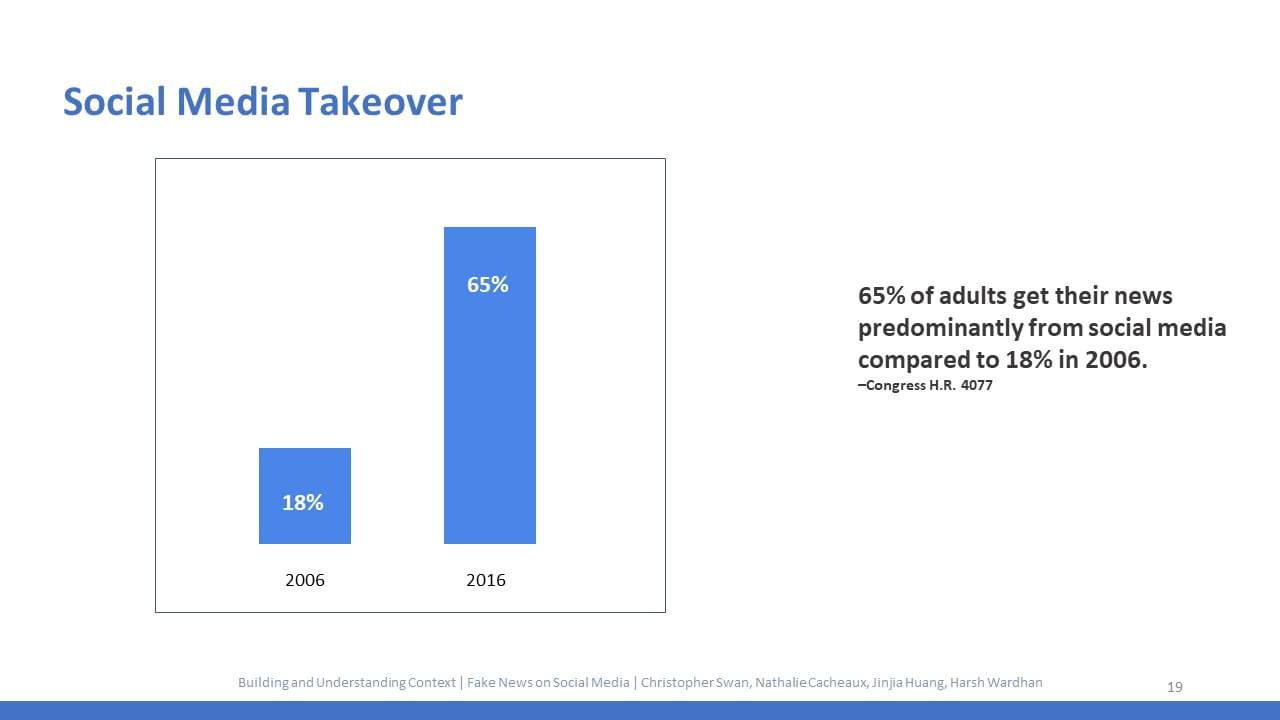 Social Media Takeover
65%
18%
2006 2016
65% of adults get their news
predominantly from social media
compared to 18% in 2006.
–Congress H.R. 4077
Building and Understanding Context | Fake News on Social Media | Christopher Swan, Nathalie Cacheaux, Jinjia Huang, Harsh Wardhan
19